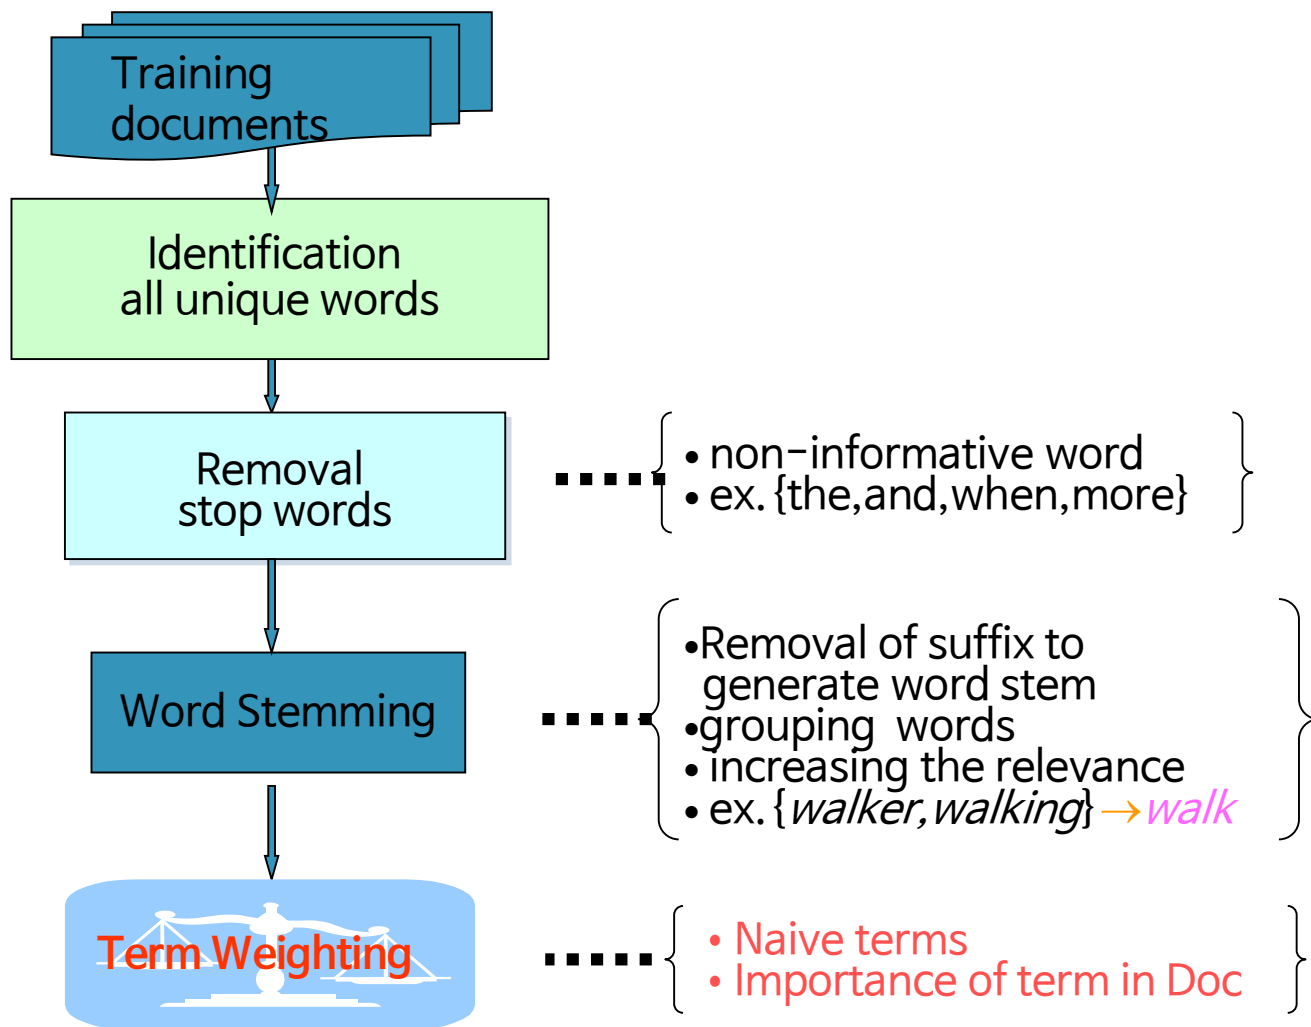 Training
documents
Identification
all unique words
Removal
stop words
• non-informative word
• ex. {the,and,when,more}
Word Stemming
•Removal of suffix to
generate word stem
•grouping words
• increasing the relevance
• ex. {walker,walking} → walk
Term Weighting
• Naive terms
• Importance of term in Doc